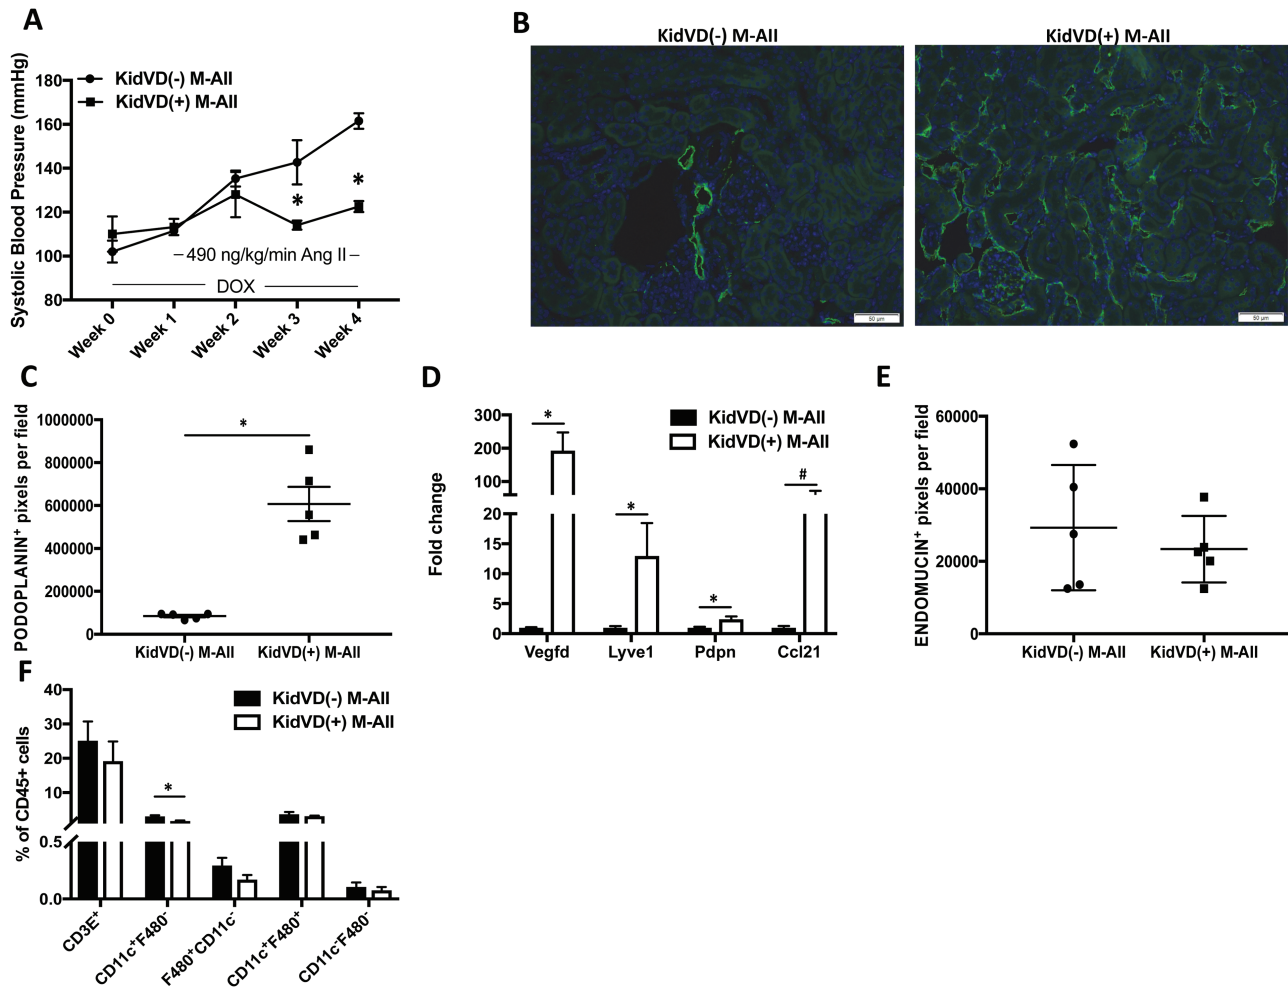 A
Systolic Blood Pressure (mmHg)
180
160
140
120
100
80
KidVD(-) M-AII
KidVD(+) M-AII
*
*
490 ng/kg/min Ang II
DOX
Week 0
Week 1
Week 2
Week 3
Week 4
B
KidVD(-) M-AII
KidVD(+) M-AII
50 µm
50 µm
C
PODOPLANIN⁺ pixels per field
1000000
800000
600000
400000
200000
0
*
KidVD(-) M-AII
KidVD(+) M-AII
D
Fold change
300
200
100
20
15
10
5
0
KidVD(-) M-AII
KidVD(+) M-AII
*
*
*
#
Vegfd
Lyve1
Pdpn
Ccl21
E
ENDOMUCIN⁺ pixels per field
60000
40000
20000
0
KidVD(-) M-AII
KidVD(+) M-AII
F
% of CD45+ cells
40
30
20
10
0.5
0.0
KidVD(-) M-AII
KidVD(+) M-AII
*
CD3E⁺
CD11c⁺F480⁻
F480⁺CD11c⁻
CD11c⁺F480⁺
CD11c⁻F480⁻